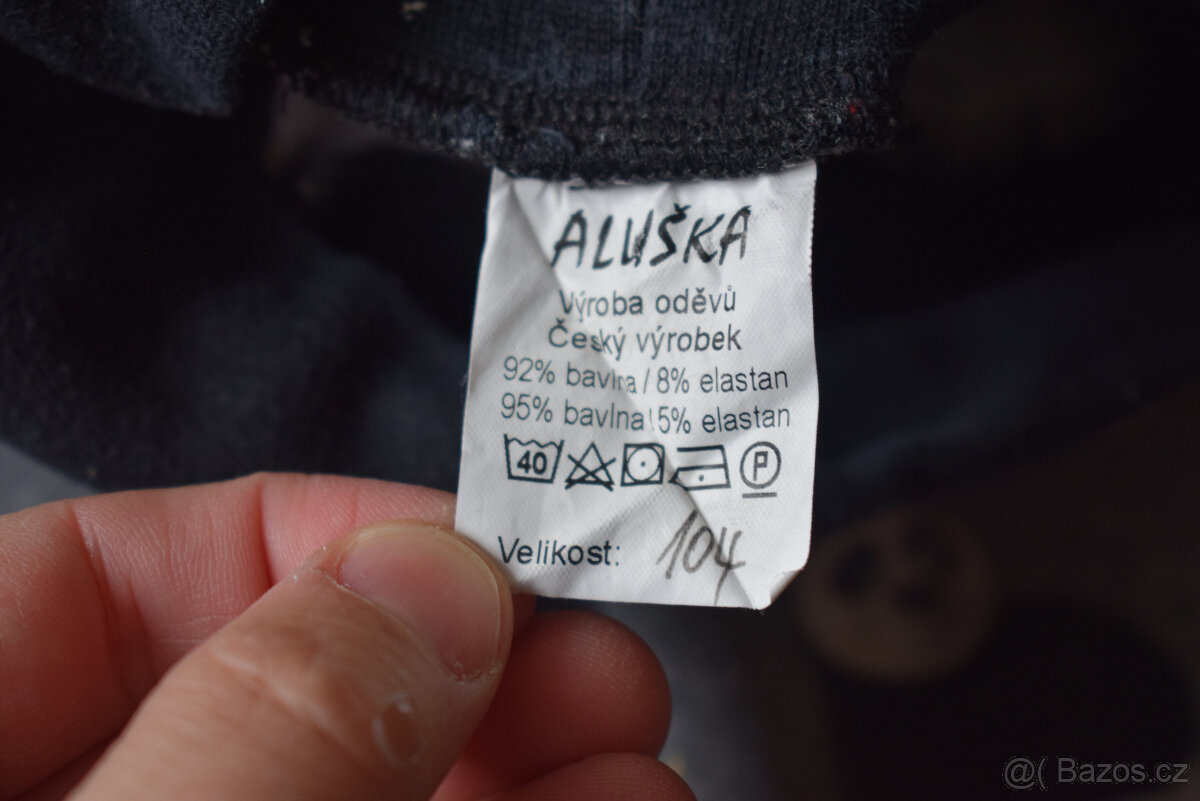 ALUŠKA
Výroba oděvů
Český výrobek
92% bavlna / 8% elastan
95% bavlna / 5% elastan
40 P
Velikost: 104
@( Bazos.cz